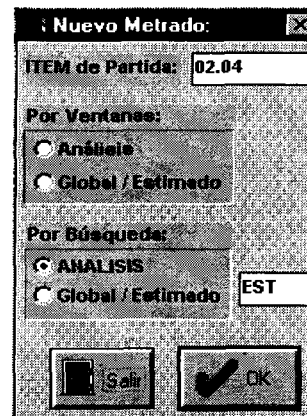 Nuevo Metrado:
ITEM de Partida: 02.04
Por Ventanas:
Análisis
Global / Estimado
Por Búsqueda:
ANALISIS
Global / Estimado EST
Salir OK